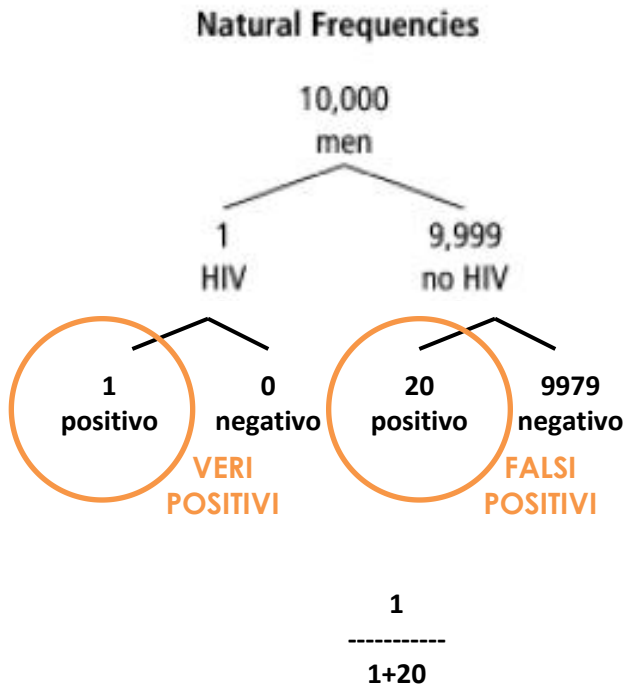 Natural Frequencies
10,000
men
1
HIV
9,999
no HIV
1
positivo
0
negativo
20
positivo
9979
negativo
VERI
POSITIVI
FALSI
POSITIVI
1
-----------
1+20